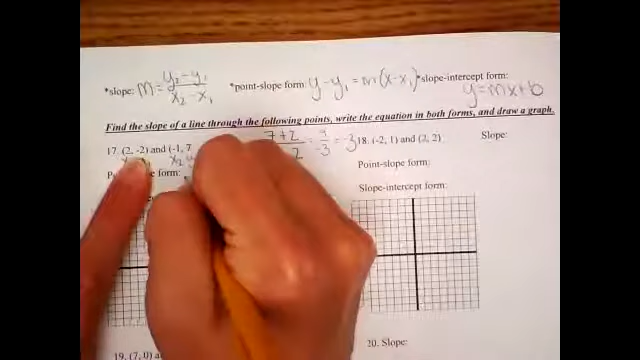 *slope: m = y₂ - y₁ / x₂ - x₁ *point-slope form: y - y₁ = m(x - x₁) *slope-intercept form: y = mx + b
Find the slope of a line through the following points, write the equation in both forms, and draw a graph.
17. (2, -2) and (-1, 7 7+2 / 2 = 9 / -3 = -3 18. (-2, 1) and (2, 2) Slope:
x₂ y
form: Point-slope form:
Slope-intercept form:
19. (7, 0) a 20. Slope: